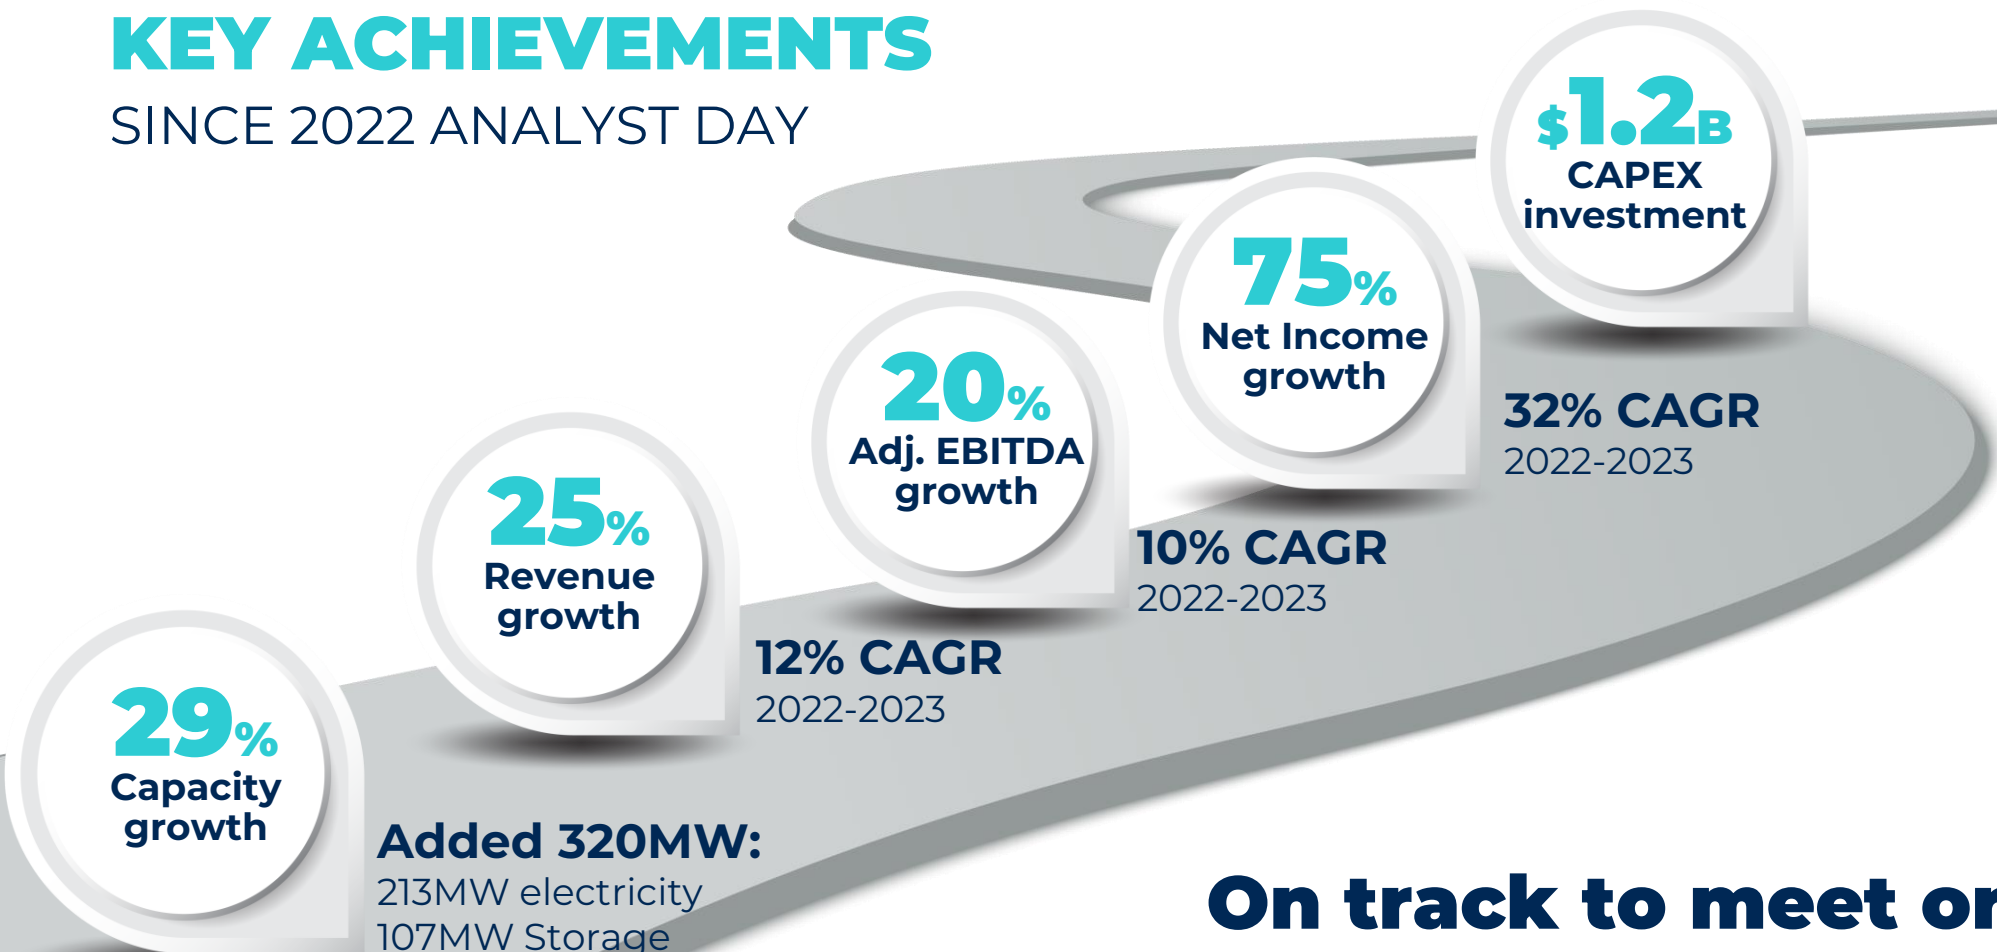 KEY ACHIEVEMENTS
SINCE 2022 ANALYST DAY
29%
Capacity
growth
Added 320MW:
213MW electricity
107MW Storage
25%
Revenue
growth
12% CAGR
2022-2023
20%
Adj. EBITDA
growth
10% CAGR
2022-2023
75%
Net Income
growth
32% CAGR
2022-2023
$1.2B
CAPEX
investment
On track to meet or